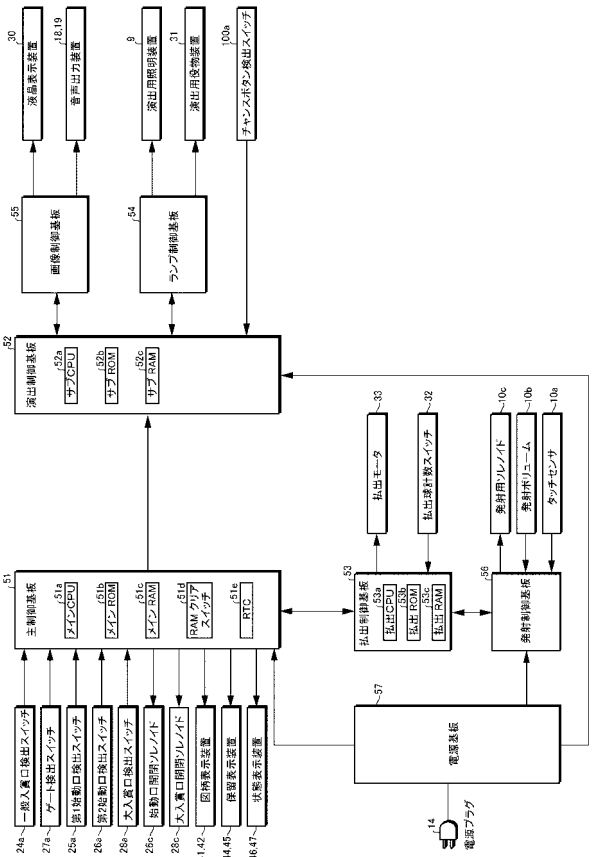 24a 一般入賞口検出スイッチ
27a ゲート検出スイッチ
25a 第1始動口検出スイッチ
26a 第2始動口検出スイッチ
28a 大入賞口検出スイッチ
26c 始動口開閉ソレノイド
28c 大入賞口開閉ソレノイド
41,42 図柄表示装置
44,45 保留表示装置
46,47 状態表示装置
主制御基板 51
メインCPU 51a
メインROM 51b
メインRAM 51c
RAMクリア
スイッチ 51d
RTC 51e
演出制御基板 52
サブCPU 52a
サブROM 52b
サブRAM 52c
画像制御基板 55
ランプ制御基板 54
液晶表示装置 30
音声出力装置 18,19
演出用照明装置 9
演出用役物装置 31
チャンスボタン検出スイッチ 100a
14
電源プラグ
電源基板 57
払出制御基板 53
払出CPU 53a
払出ROM 53b
払出RAM 53c
発射制御基板 56
払出モータ 33
払出球計数スイッチ 32
発射用ソレノイド 10c
発射ボリューム 10b
タッチセンサ 10a